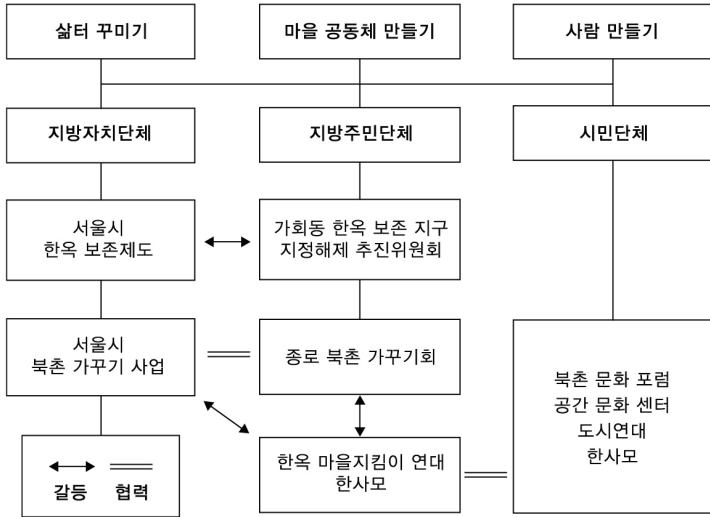 삶터 꾸미기
마을 공동체 만들기
사람 만들기
지방자치단체
지방주민단체
시민단체
서울시
한옥 보존제도
가회동 한옥 보존 지구
지정해제 추진위원회
서울시
북촌 가꾸기 사업
종로 북촌 가꾸기회
북촌 문화 포럼
공간 문화 센터
도시연대
한사모
한옥 마을지킴이 연대
한사모
갈등 협력